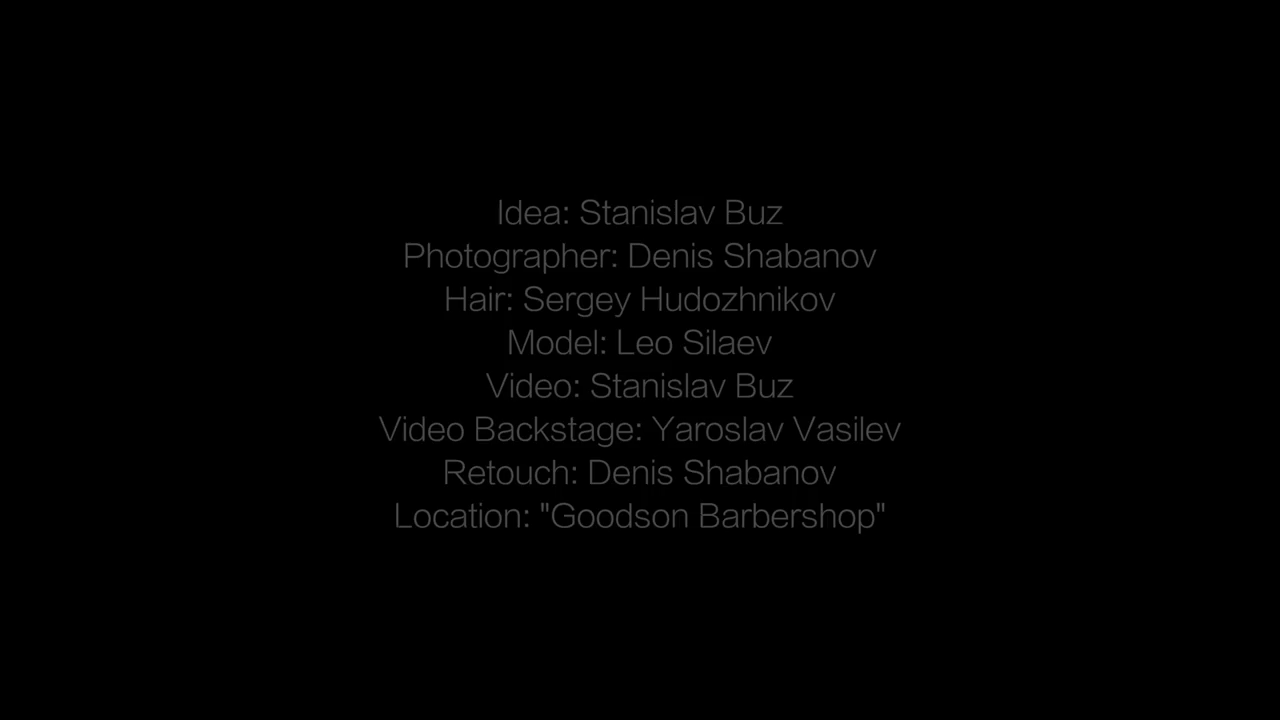 Idea: Stanislav Buz
Photographer: Denis Shabanov
Hair: Sergey Hudozhnikov
Model: Leo Silaev
Video: Stanislav Buz
Video Backstage: Yaroslav Vasilev
Retouch: Denis Shabanov
Location: "Goodson Barbershop"